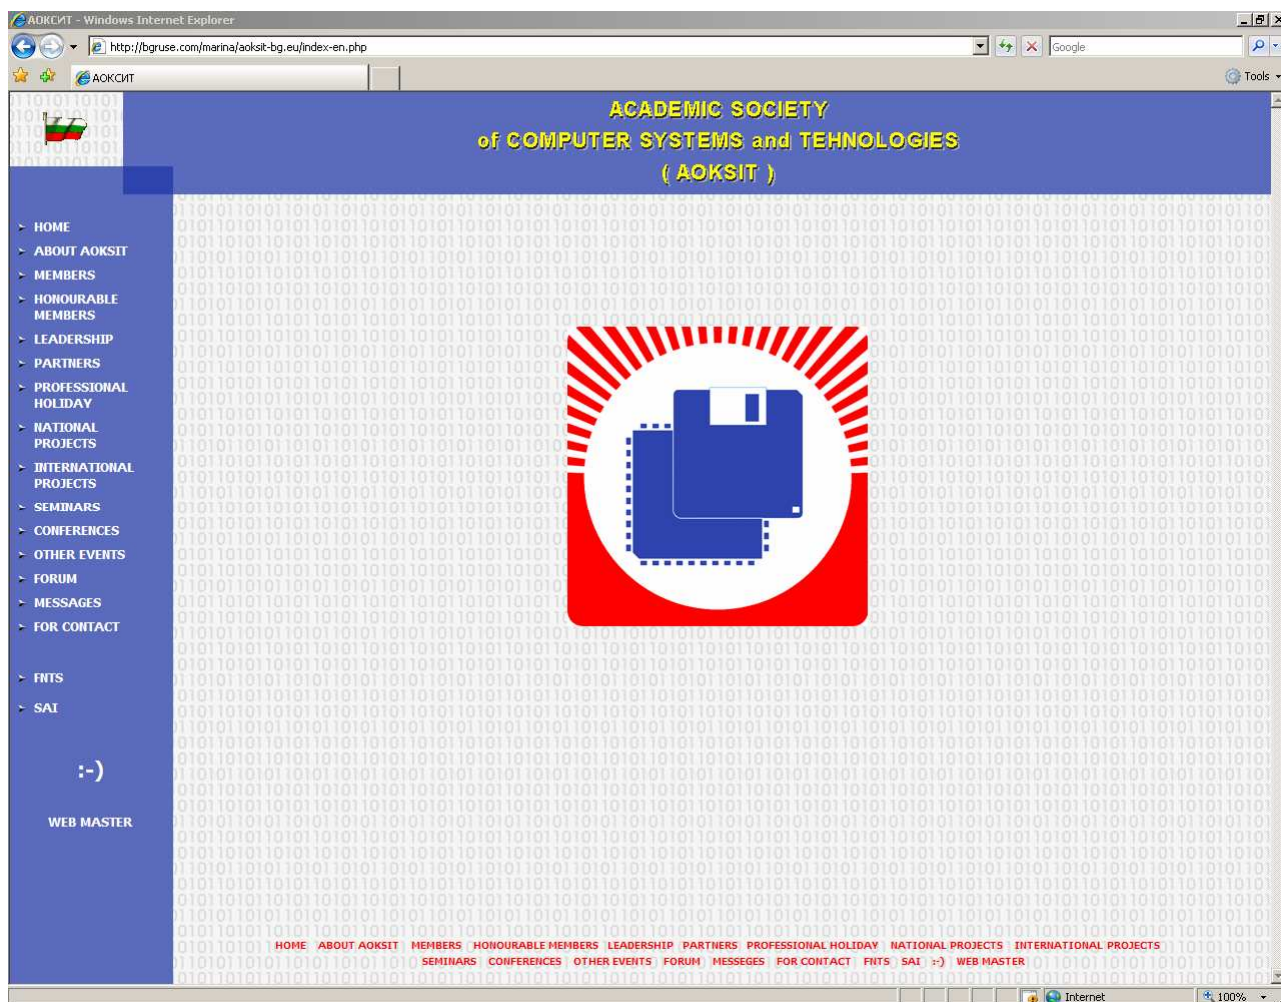 АОКСИТ - Windows Internet Explorer
http://bgruse.com/marina/aoksit-bg.eu/index-en.php
Google
АОКСИТ
Tools
ACADEMIC SOCIETY
of COMPUTER SYSTEMS and TEHNOLOGIES
( AOKSIT )
HOME
ABOUT AOKSIT
MEMBERS
HONOURABLE
MEMBERS
LEADERSHIP
PARTNERS
PROFESSIONAL
HOLIDAY
NATIONAL
PROJECTS
INTERNATIONAL
PROJECTS
SEMINARS
CONFERENCES
OTHER EVENTS
FORUM
MESSAGES
FOR CONTACT
FNTS
SAI
:-)
WEB MASTER
HOME ABOUT AOKSIT MEMBERS HONOURABLE MEMBERS LEADERSHIP PARTNERS PROFESSIONAL HOLIDAY NATIONAL PROJECTS INTERNATIONAL PROJECTS
SEMINARS CONFERENCES OTHER EVENTS FORUM MESSEGES FOR CONTACT FNTS SAI :-) WEB MASTER
Internet
100%